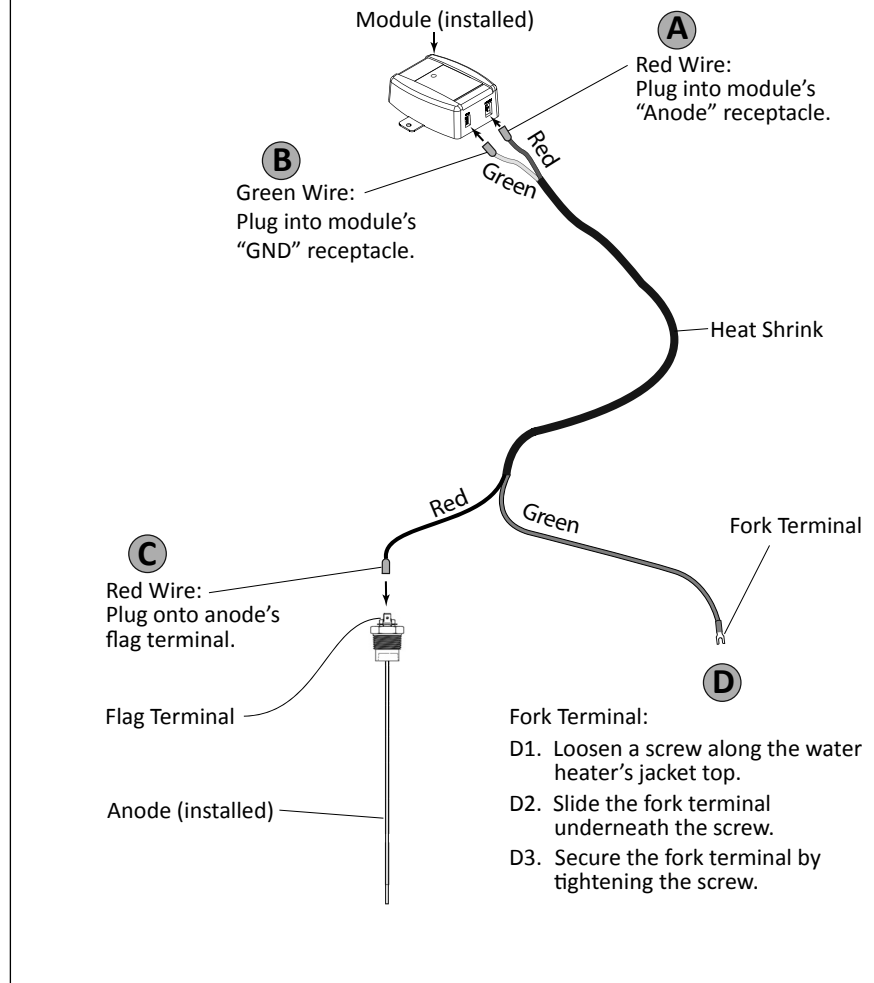 Module (installed)
A
Red Wire:
Plug into module’s
“Anode” receptacle.
Red
Green
B
Green Wire:
Plug into module’s
“GND” receptacle.
Heat Shrink
Red
Green
Fork Terminal
C
Red Wire:
Plug onto anode’s
flag terminal.
Flag Terminal
Anode (installed)
D
Fork Terminal:
D1. Loosen a screw along the water
heater’s jacket top.
D2. Slide the fork terminal
underneath the screw.
D3. Secure the fork terminal by
tightening the screw.